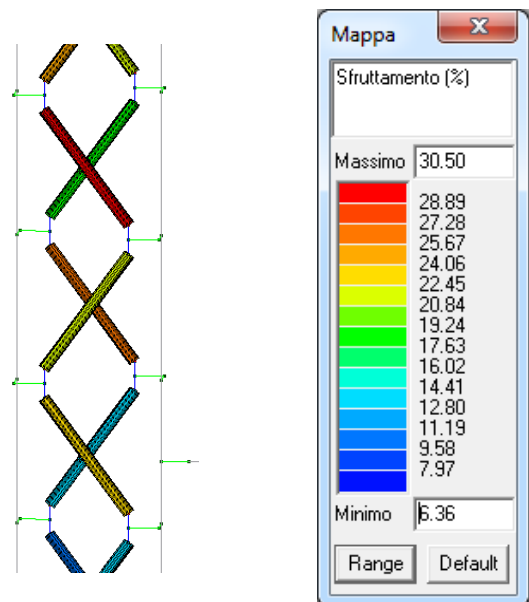 Mappa
Sfruttamento (%)
Massimo 30.50
28.89
27.28
25.67
24.06
22.45
20.84
19.24
17.63
16.02
14.41
12.80
11.19
9.58
7.97
Minimo 6.36
Range Default